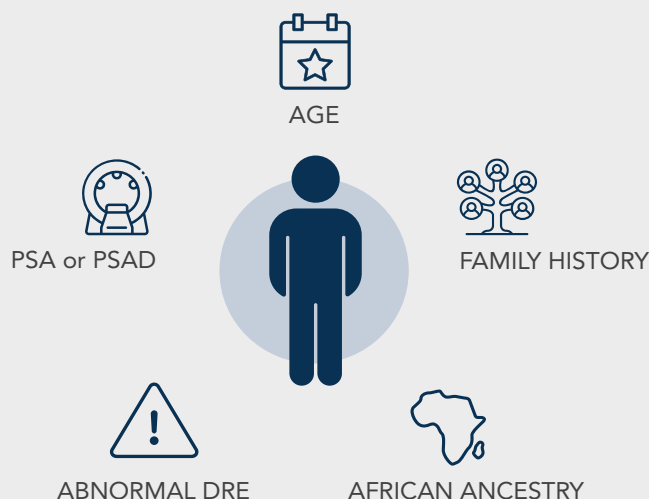 AGE
PSA or PSAD
FAMILY HISTORY
ABNORMAL DRE
AFRICAN ANCESTRY